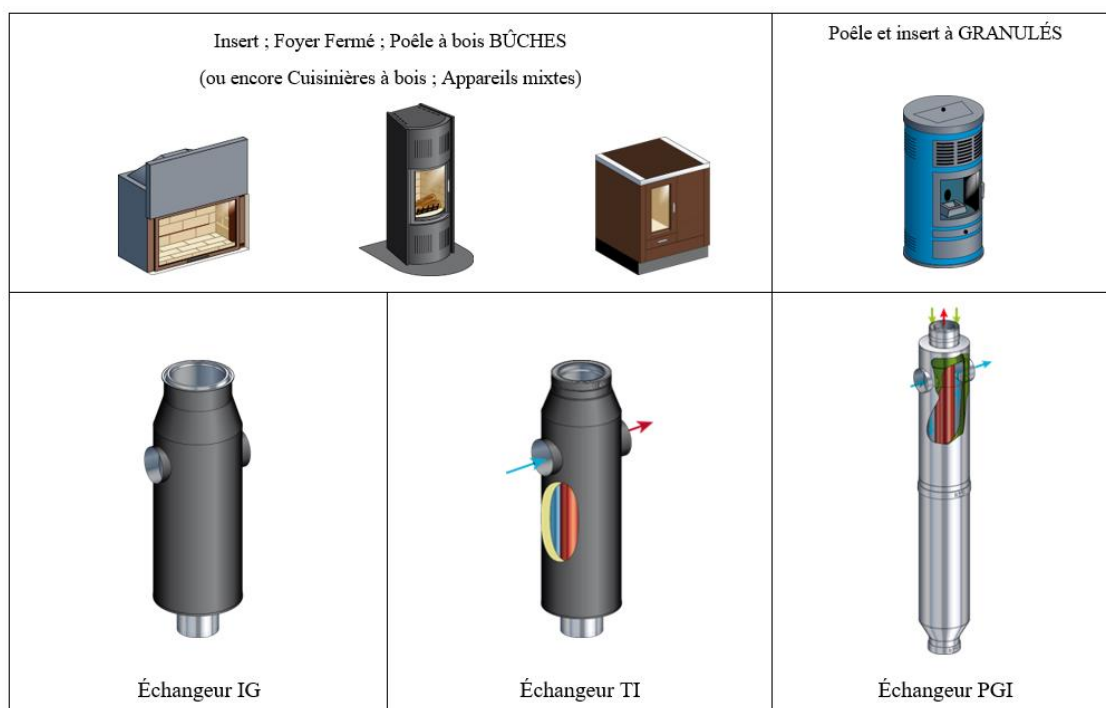 Insert ; Foyer Fermé ; Poêle à bois BÛCHES
(ou encore Cuisinières à bois ; Appareils mixtes)
Poêle et insert à GRANULÉS
Échangeur IG
Échangeur TI
Échangeur PGI